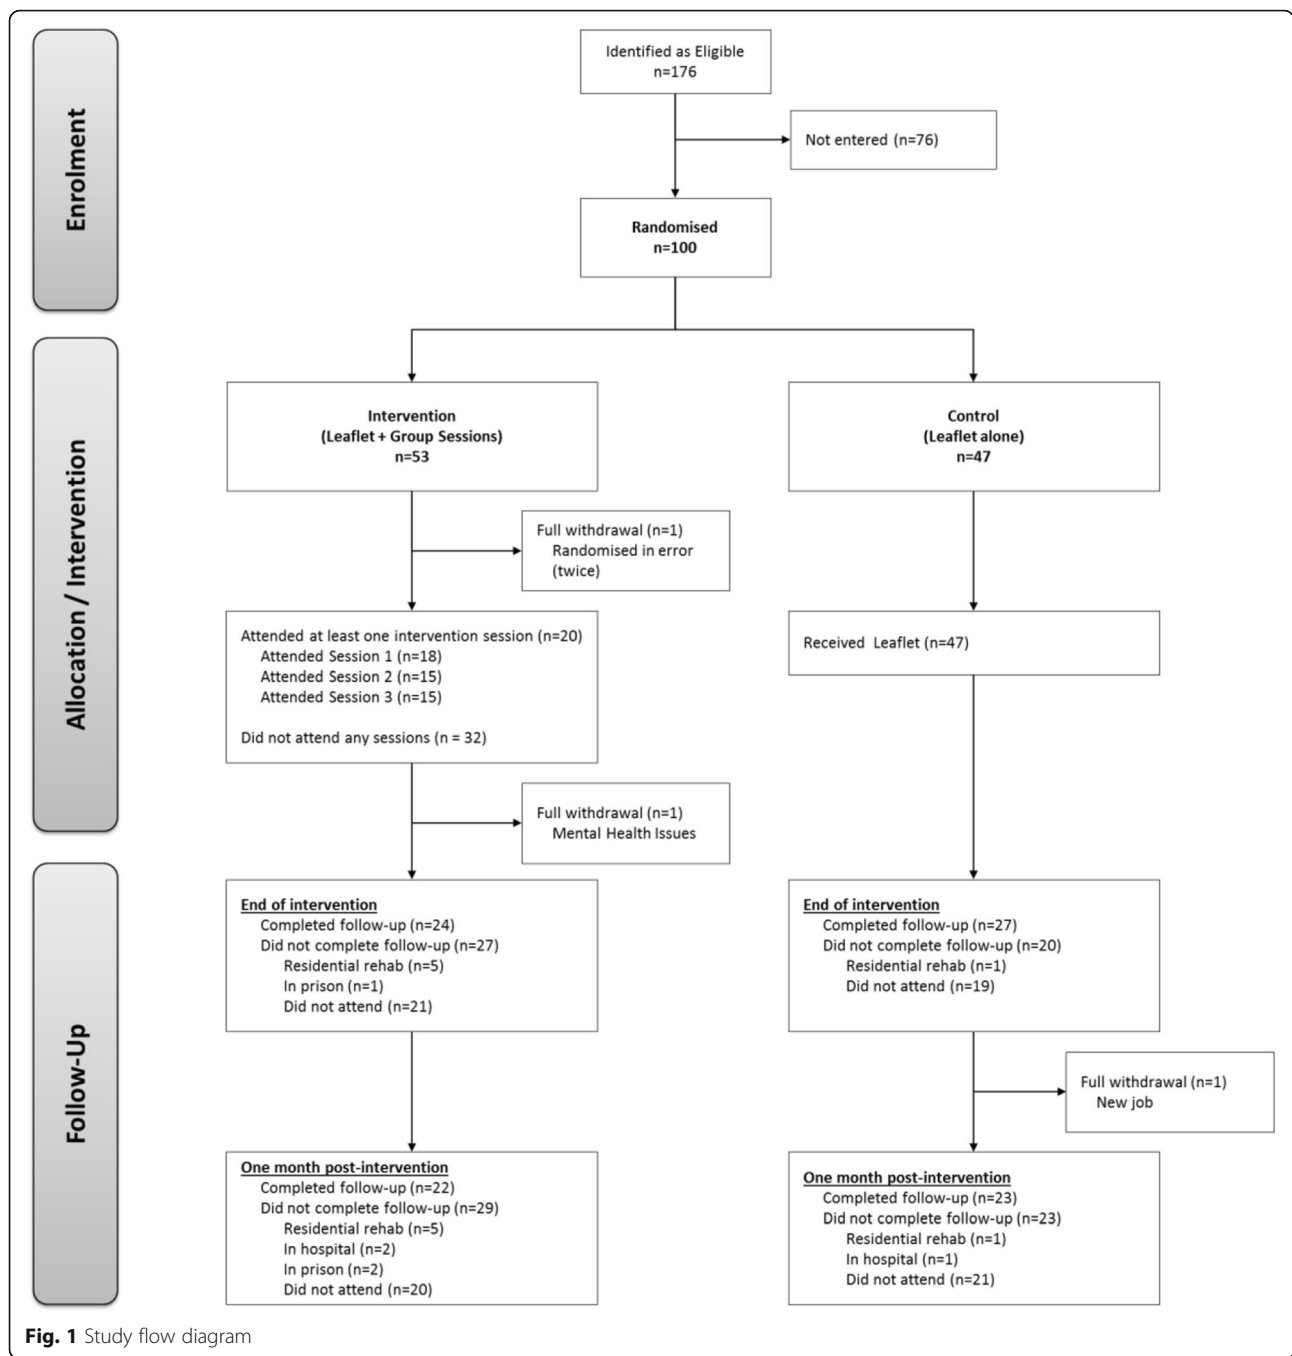 Enrolment
Identified as Eligible
n=176
Not entered (n=76)
Randomised
n=100
Allocation / Intervention
Intervention
(Leaflet + Group Sessions)
n=53
Control
(Leaflet alone)
n=47
Full withdrawal (n=1)
Randomised in error
(twice)
Attended at least one intervention session (n=20)
Attended Session 1 (n=18)
Attended Session 2 (n=15)
Attended Session 3 (n=15)
Did not attend any sessions (n = 32)
Received Leaflet (n=47)
Full withdrawal (n=1)
Mental Health Issues
Follow-Up
End of intervention
Completed follow-up (n=24)
Did not complete follow-up (n=27)
Residential rehab (n=5)
In prison (n=1)
Did not attend (n=21)
End of intervention
Completed follow-up (n=27)
Did not complete follow-up (n=20)
Residential rehab (n=1)
Did not attend (n=19)
Full withdrawal (n=1)
New job
One month post-intervention
Completed follow-up (n=22)
Did not complete follow-up (n=29)
Residential rehab (n=5)
In hospital (n=2)
In prison (n=2)
Did not attend (n=20)
One month post-intervention
Completed follow-up (n=23)
Did not complete follow-up (n=23)
Residential rehab (n=1)
In hospital (n=1)
Did not attend (n=21)
Fig. 1 Study flow diagram